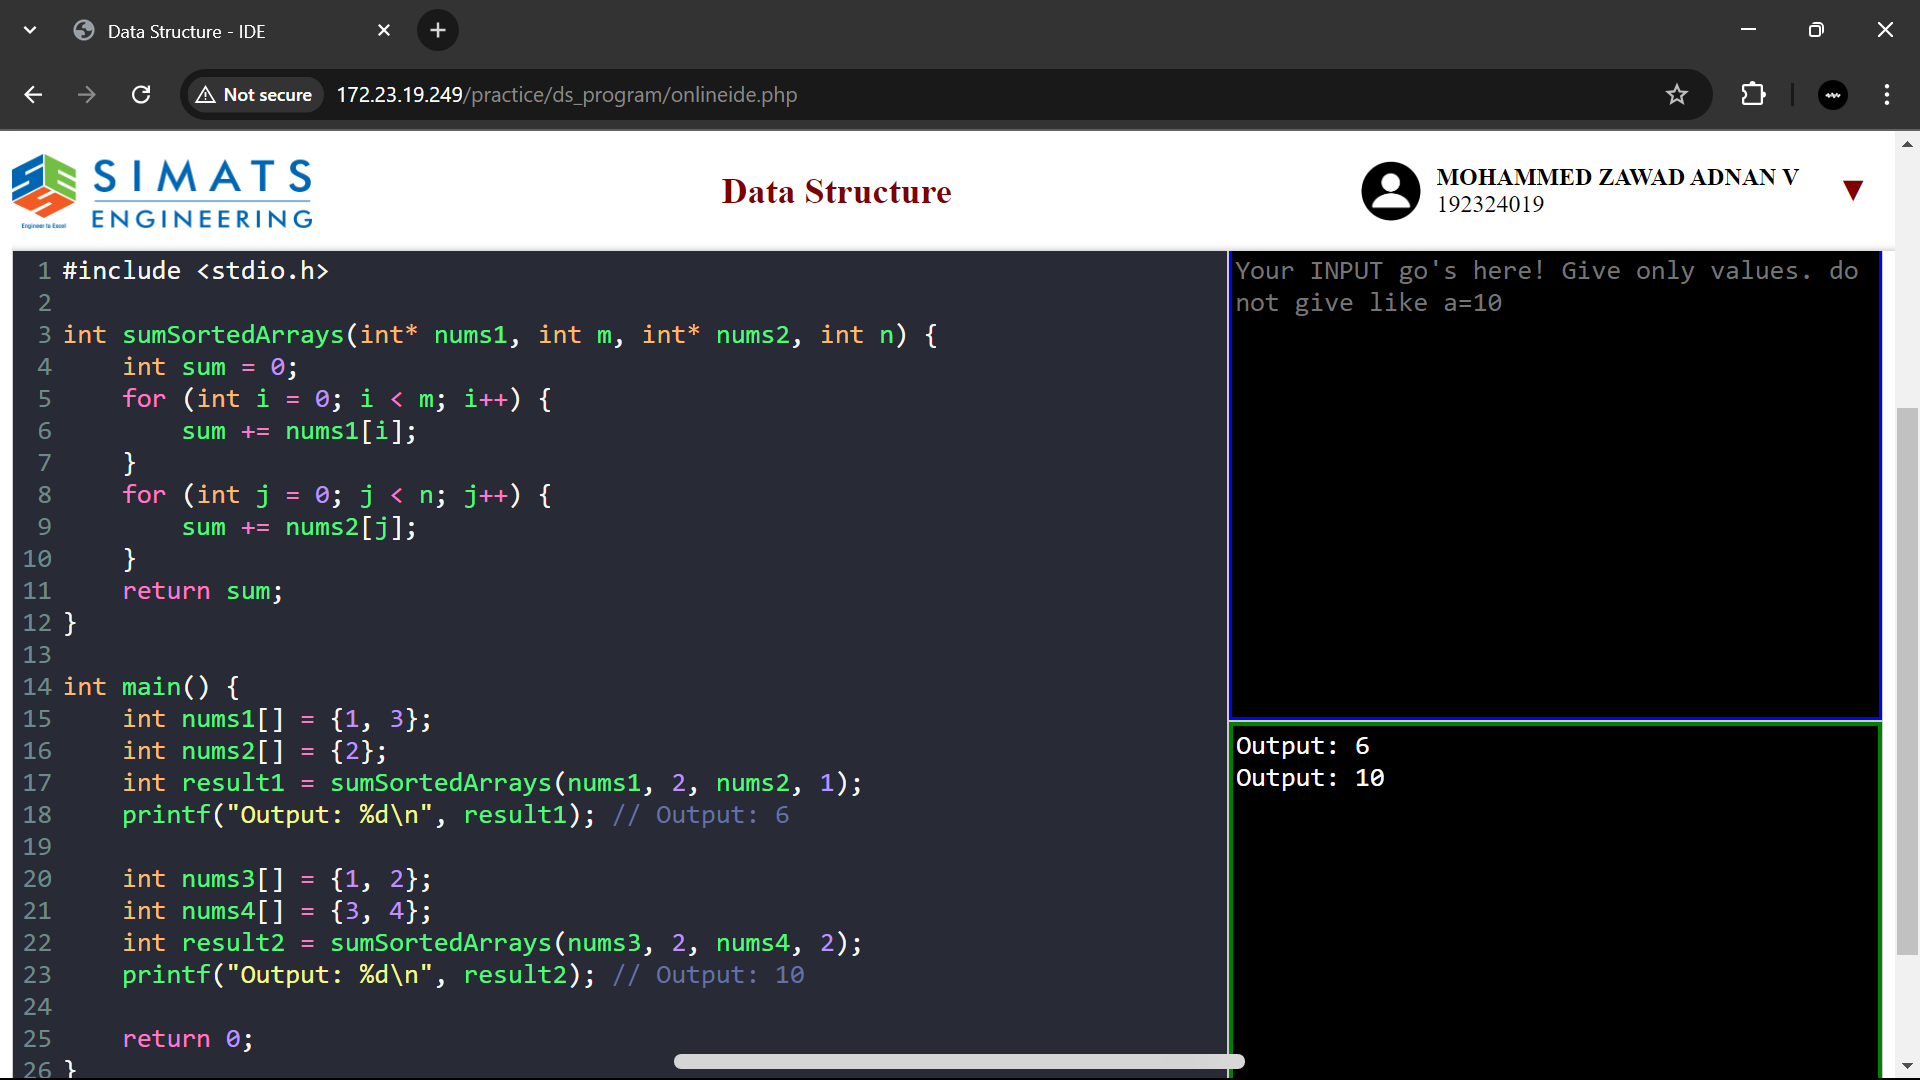 Data Structure - IDE
Not secure 172.23.19.249/practice/ds_program/onlineide.php
SIMATS
ENGINEERING
Engineer to Excel
Data Structure
MOHAMMED ZAWAD ADNAN V
192324019
1 #include <stdio.h>
2
3 int sumSortedArrays(int* nums1, int m, int* nums2, int n) {
4     int sum = 0;
5     for (int i = 0; i < m; i++) {
6         sum += nums1[i];
7     }
8     for (int j = 0; j < n; j++) {
9         sum += nums2[j];
10     }
11     return sum;
12 }
13
14 int main() {
15     int nums1[] = {1, 3};
16     int nums2[] = {2};
17     int result1 = sumSortedArrays(nums1, 2, nums2, 1);
18     printf("Output: %d\n", result1); // Output: 6
19
20     int nums3[] = {1, 2};
21     int nums4[] = {3, 4};
22     int result2 = sumSortedArrays(nums3, 2, nums4, 2);
23     printf("Output: %d\n", result2); // Output: 10
24
25     return 0;
26 }
Your INPUT go's here! Give only values. do
not give like a=10
Output: 6
Output: 10